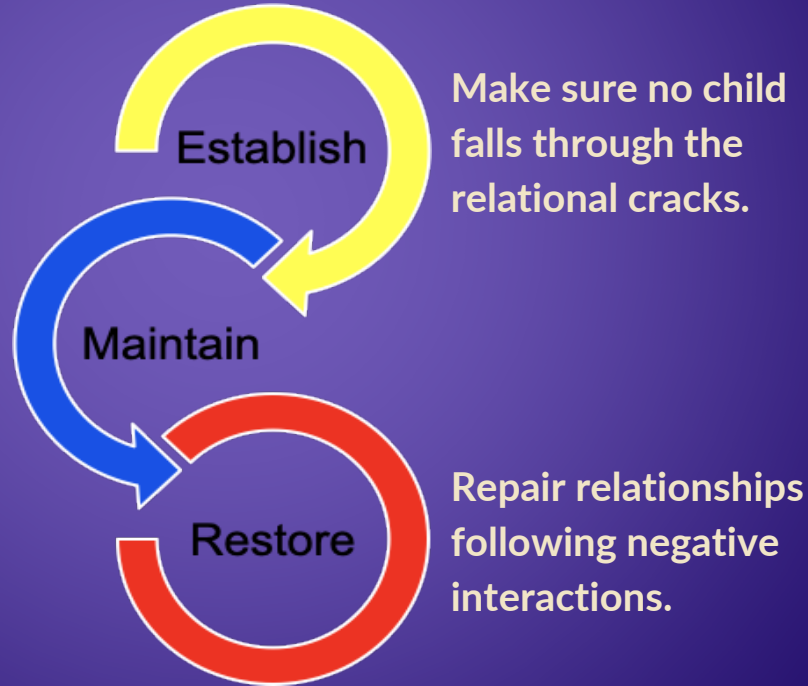 Establish
Make sure no child
falls through the
relational cracks.
Maintain
Restore
Repair relationships
following negative
interactions.